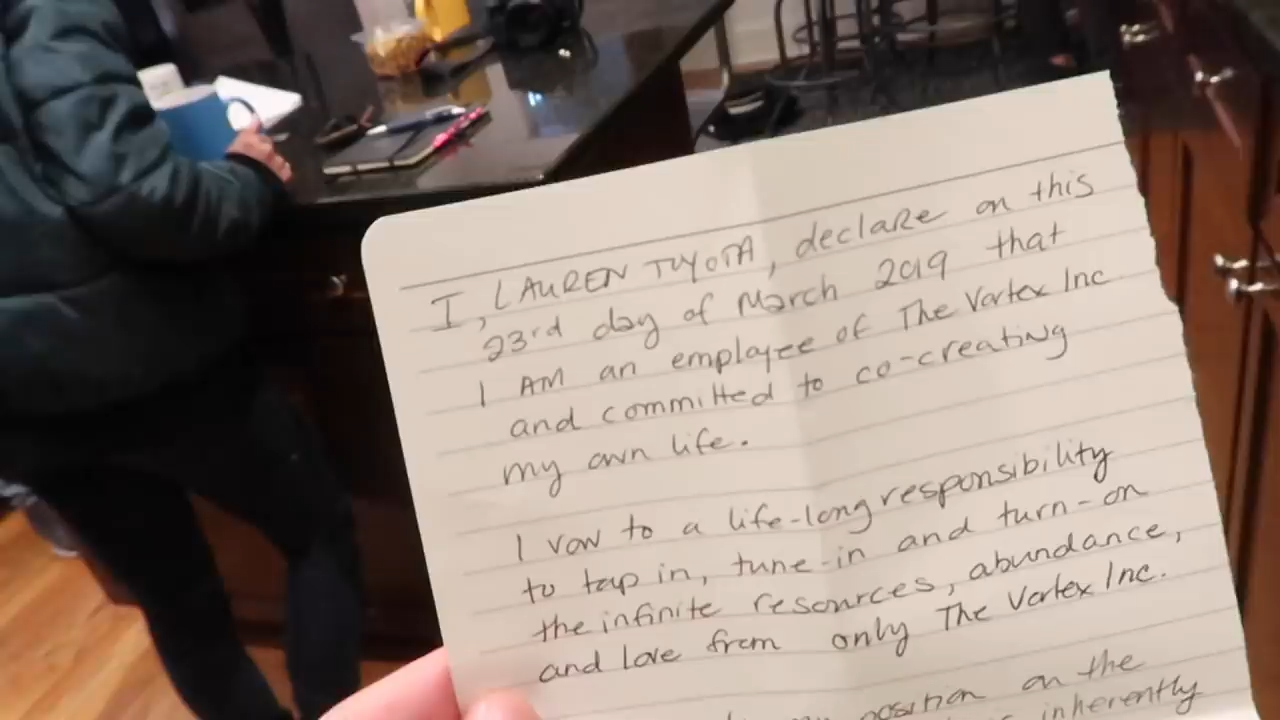 I, LAUREN TOYOTA, declare on this
23rd day of March 2019 that
I AM an employee of The Vortex Inc
and committed to co-creating
my own life.
I vow to a life-long responsibility
to tap in, tune-in and turn-on
the infinite resources, abundance,
and love from only The Vortex Inc.
position on the
inherently